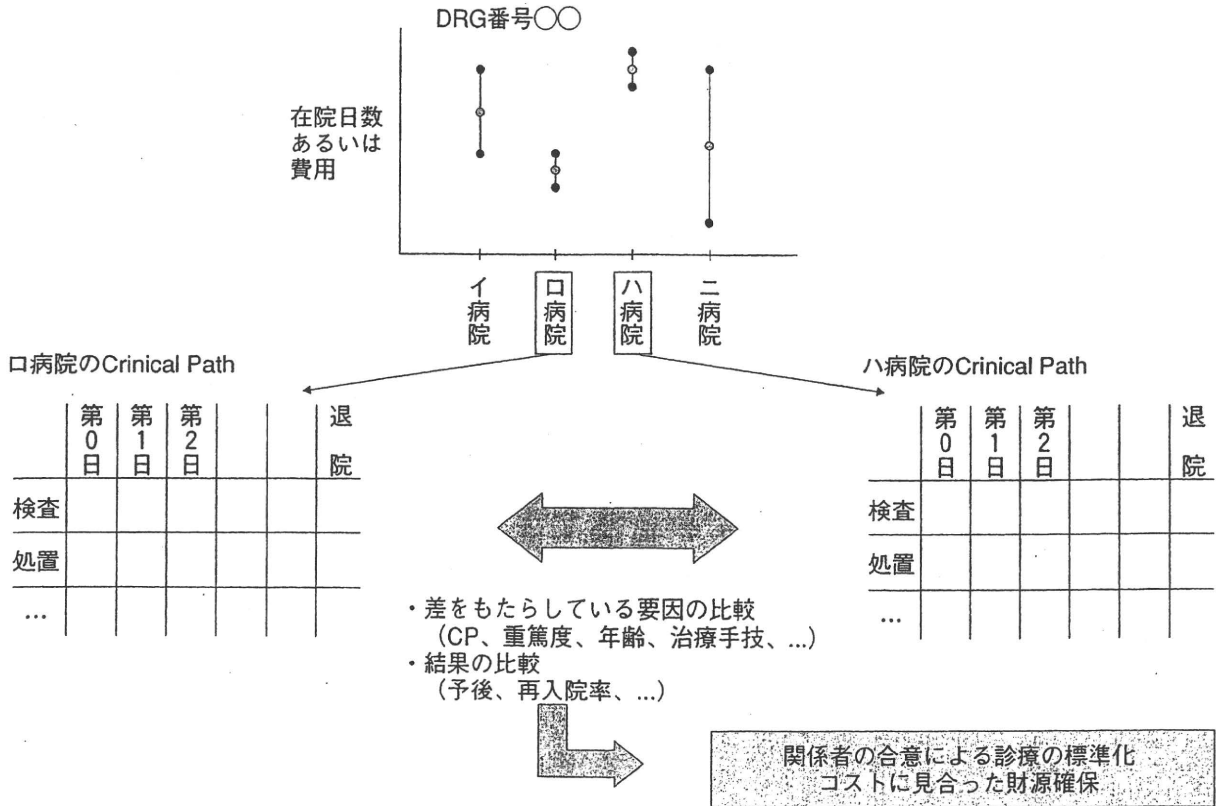 DRG番号○○
在院日数
あるいは
費用
イ病院
ロ病院
ハ病院
ニ病院
ロ病院のCrinical Path
ハ病院のCrinical Path
第0日
第1日
第2日
退院
検査
処置
…
第0日
第1日
第2日
退院
検査
処置
…
・差をもたらしている要因の比較
（CP、重篤度、年齢、治療手技、...）
・結果の比較
（予後、再入院率、...）
関係者の合意による診療の標準化
コストに見合った財源確保